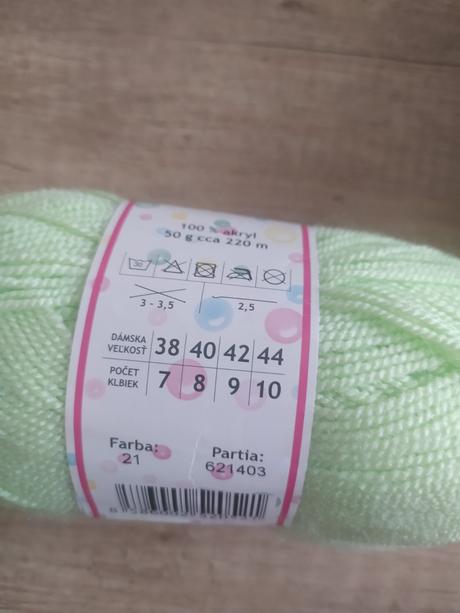 100 % akryl
50 g cca 220 m
30
3 - 3,5 2,5
DÁMSKA VEĽKOSŤ 38 40 42 44
POČET KLBIEK 7 8 9 10
Farba: Partia:
21 621403